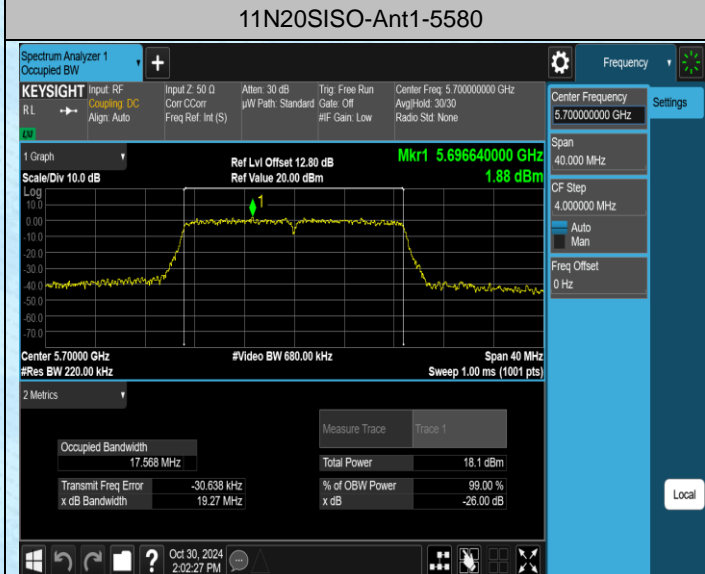 11N20SISO-Ant1-5580
Spectrum Analyzer 1
Occupied BW
Frequency
KEYSIGHT
RL
Input: RF
Coupling: DC
Align: Auto
Input Z: 50 Ω
Corr CCorr
Freq Ref: Int (S)
Atten: 30 dB
µW Path: Standard
Trig: Free Run
Gate: Off
#IF Gain: Low
Center Freq: 5.700000000 GHz
Avg|Hold: 30/30
Radio Std: None
Center Frequency
5.700000000 GHz
Settings
Span
40.000 MHz
CF Step
4.000000 MHz
Auto
Man
Freq Offset
0 Hz
1 Graph
Scale/Div 10.0 dB
Ref Lvl Offset 12.80 dB
Ref Value 20.00 dBm
Mkr1 5.696640000 GHz
1.88 dBm
Log
10.0
0.00
-10.0
-20.0
-30.0
-40.0
-50.0
-60.0
-70.0
1
Center 5.70000 GHz
#Video BW 680.00 kHz
Span 40 MHz
#Res BW 220.00 kHz
Sweep 1.00 ms (1001 pts)
2 Metrics
Measure Trace
Trace 1
Occupied Bandwidth
17.568 MHz
Total Power
18.1 dBm
Transmit Freq Error
-30.638 kHz
% of OBW Power
99.00 %
x dB Bandwidth
19.27 MHz
x dB
-26.00 dB
Local
?
Oct 30, 2024
2:02:27 PM